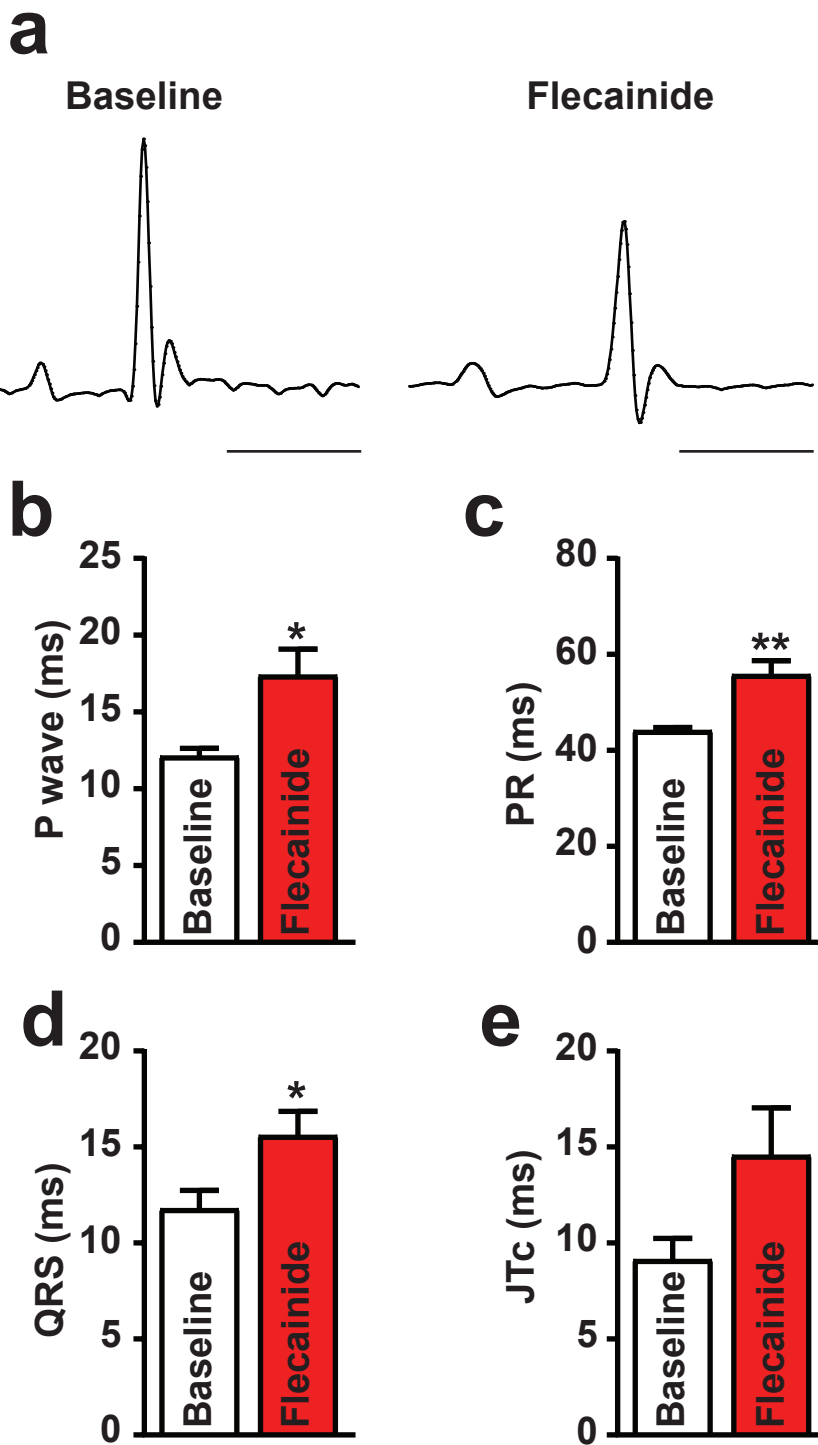 a
Baseline
Flecainide
b
P wave (ms)
25
20
15
10
5
0
*
Baseline
Flecainide
c
PR (ms)
80
60
40
20
0
**
Baseline
Flecainide
d
QRS (ms)
20
15
10
5
0
*
Baseline
Flecainide
e
JTc (ms)
20
15
10
5
0
Baseline
Flecainide